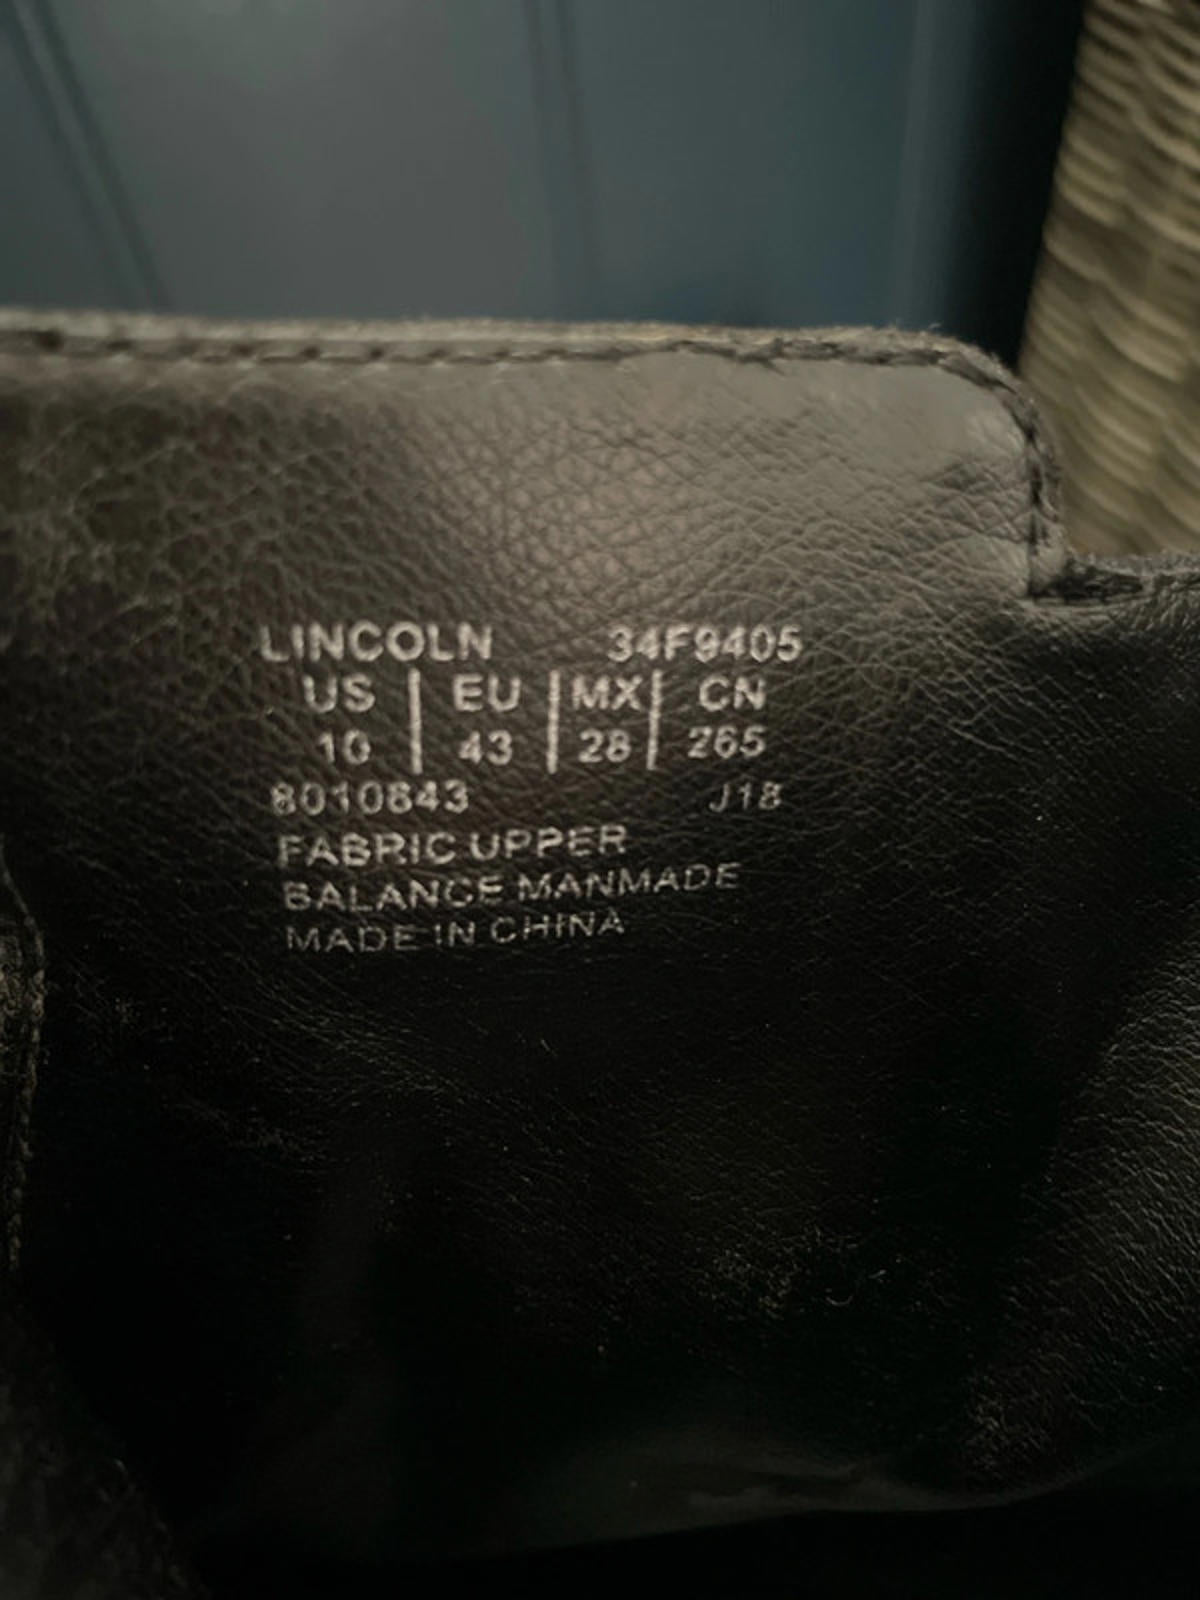 LINCOLN 34F9405
US | EU | MX | CN
10 | 43 | 28 | 265
8010843 J18
FABRIC UPPER
BALANCE MANMADE
MADE IN CHINA